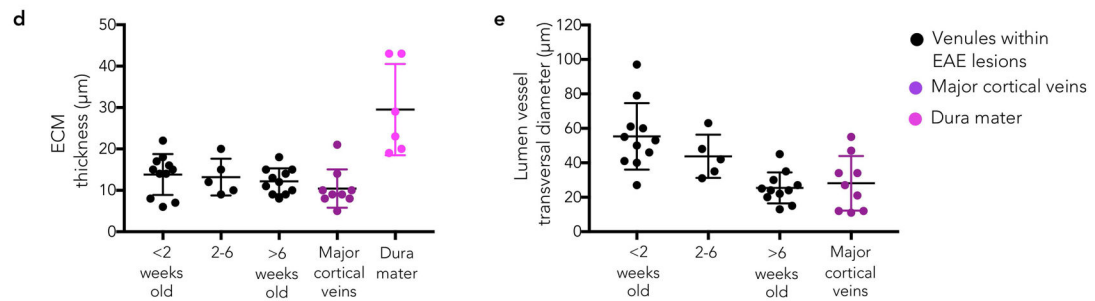 d
ECM
thickness (µm)
50
40
30
20
10
0
<2
weeks
old
2-6
>6
weeks
old
Major
cortical
veins
Dura
mater
e
Lumen vessel
transversal diameter (µm)
120
100
80
60
40
20
0
<2
weeks
old
2-6
>6
weeks
old
Major
cortical
veins
Venules within
EAE lesions
Major cortical veins
Dura mater